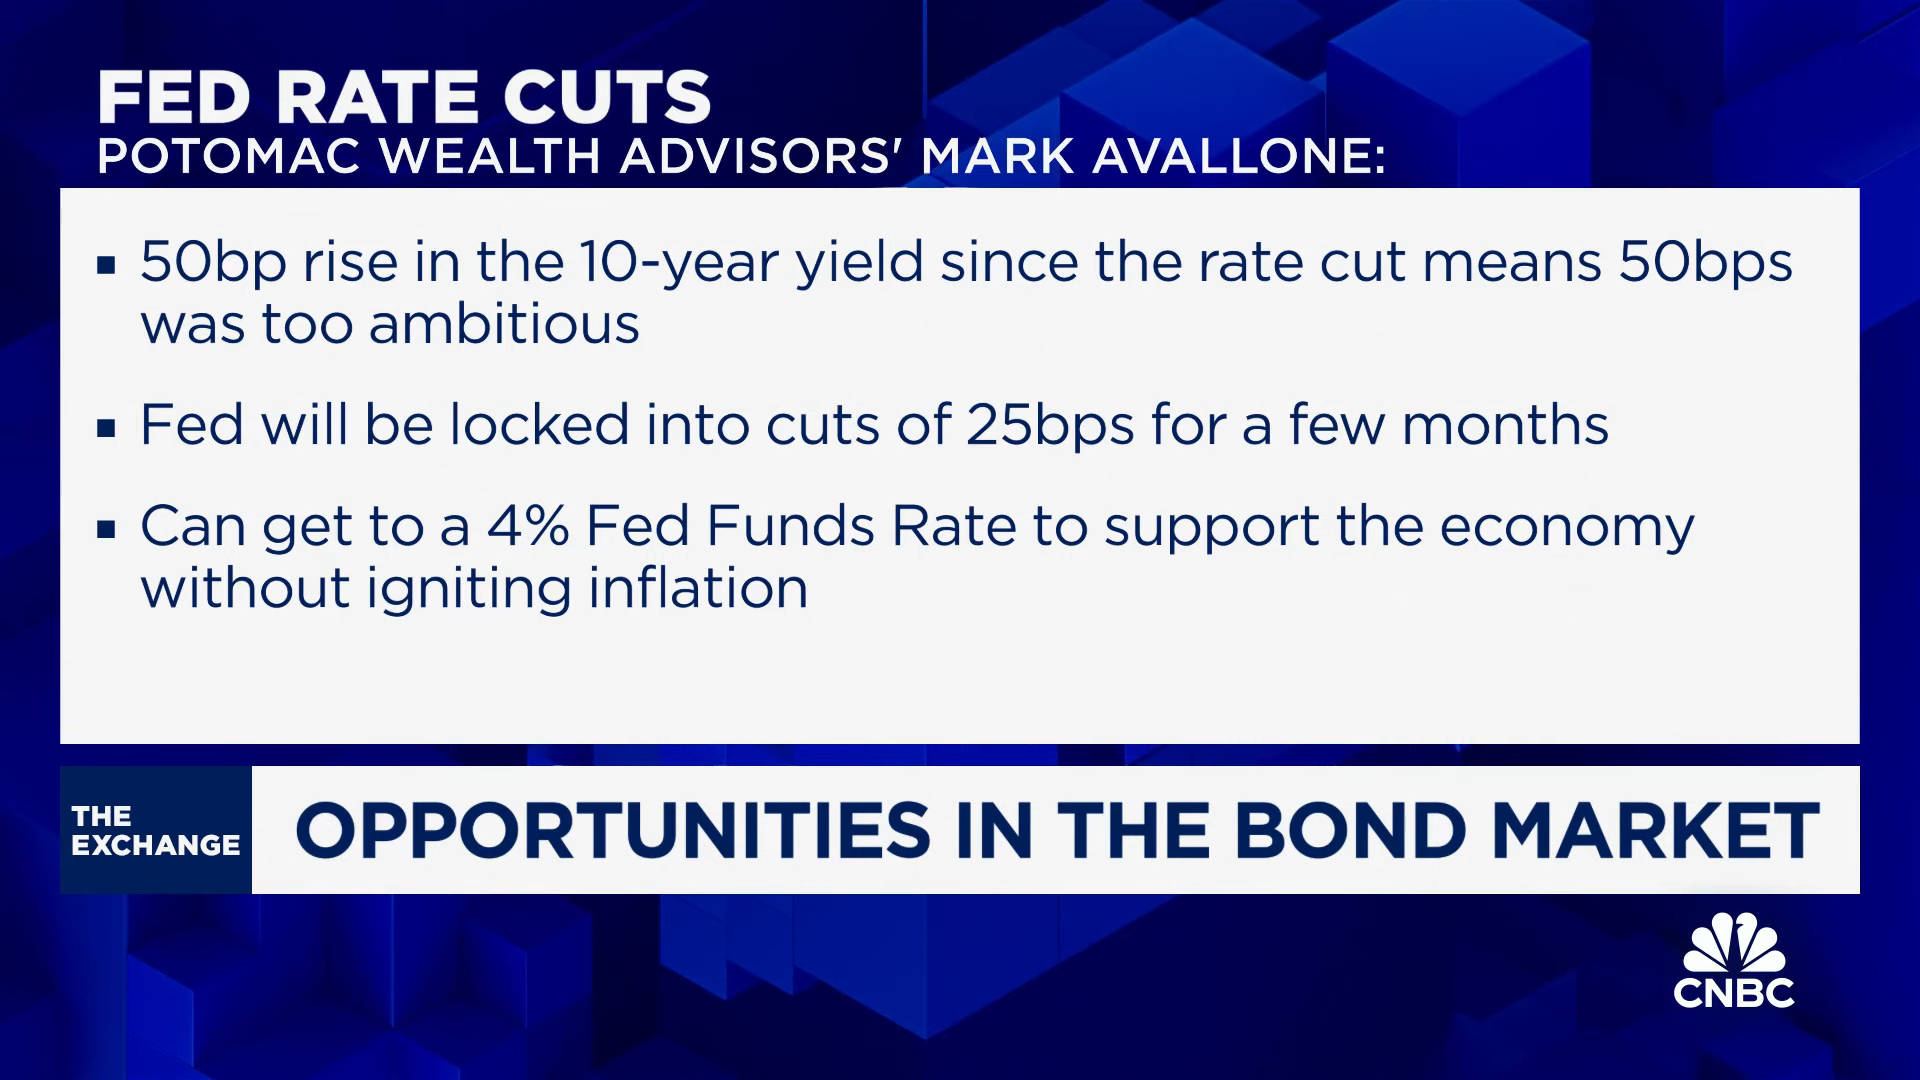 FED RATE CUTS
POTOMAC WEALTH ADVISORS' MARK AVALLONE:
▪ 50bp rise in the 10-year yield since the rate cut means 50bps
was too ambitious
▪ Fed will be locked into cuts of 25bps for a few months
▪ Can get to a 4% Fed Funds Rate to support the economy
without igniting inflation
THE
EXCHANGE
OPPORTUNITIES IN THE BOND MARKET
CNBC